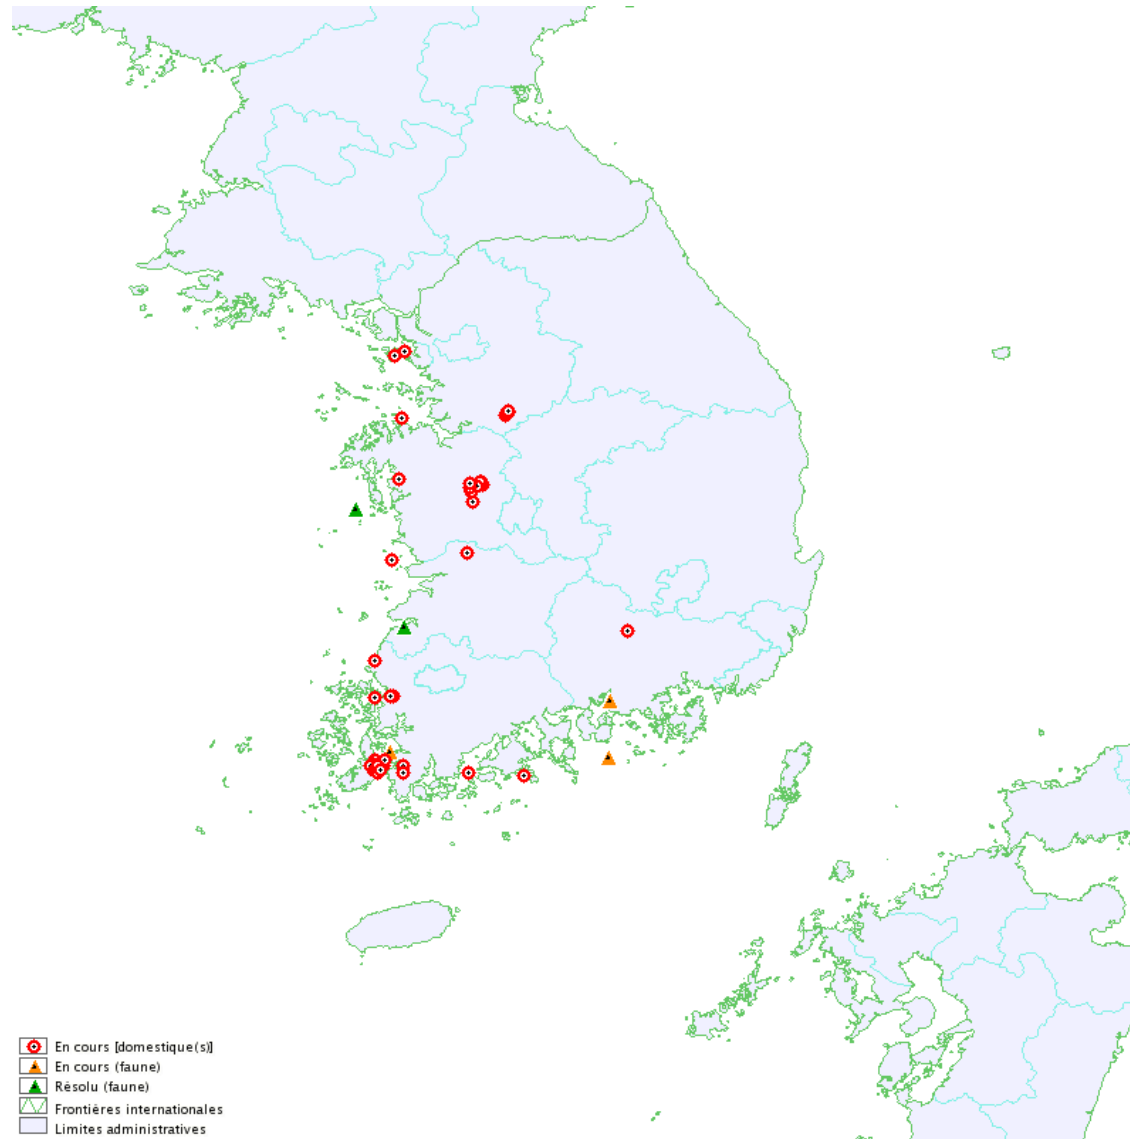 En cours [domestique(s)]
En cours (faune)
Résolu (faune)
Frontières internationales
Limites administratives